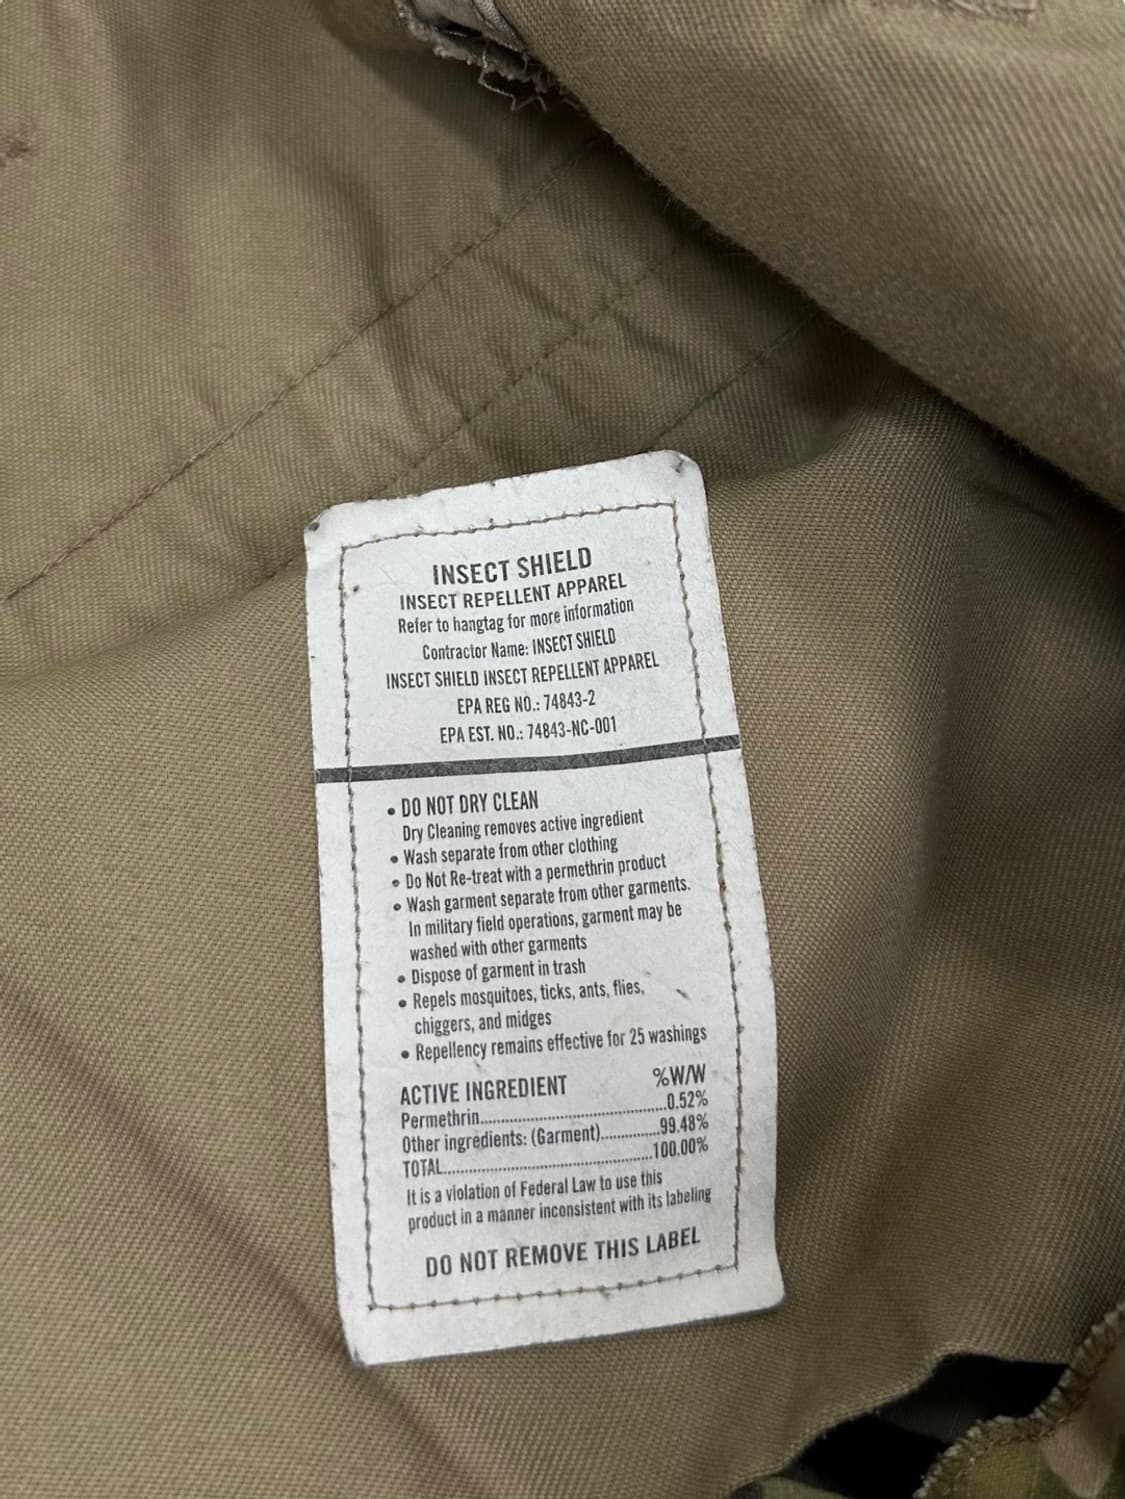 INSECT SHIELD
INSECT REPELLENT APPAREL
Refer to hangtag for more information
Contractor Name: INSECT SHIELD
INSECT SHIELD INSECT REPELLENT APPAREL
EPA REG NO.: 74843-2
EPA EST. NO.: 74843-NC-001
• DO NOT DRY CLEAN
Dry Cleaning removes active ingredient
• Wash separate from other clothing
• Do Not Re-treat with a permethrin product
• Wash garment separate from other garments.
In military field operations, garment may be
washed with other garments
• Dispose of garment in trash
• Repels mosquitoes, ticks, ants, flies,
chiggers, and midges
• Repellency remains effective for 25 washings
ACTIVE INGREDIENT %W/W
Permethrin..........................................0.52%
Other ingredients: (Garment)..............99.48%
TOTAL..................................................100.00%
It is a violation of Federal Law to use this
product in a manner inconsistent with its labeling
DO NOT REMOVE THIS LABEL